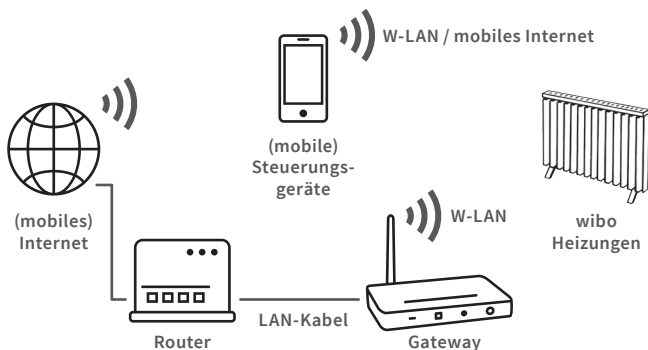 W-LAN / mobiles Internet
(mobile)
Steuerungs-
geräte
(mobiles)
Internet
W-LAN
wibo
Heizungen
LAN-Kabel
Router
Gateway